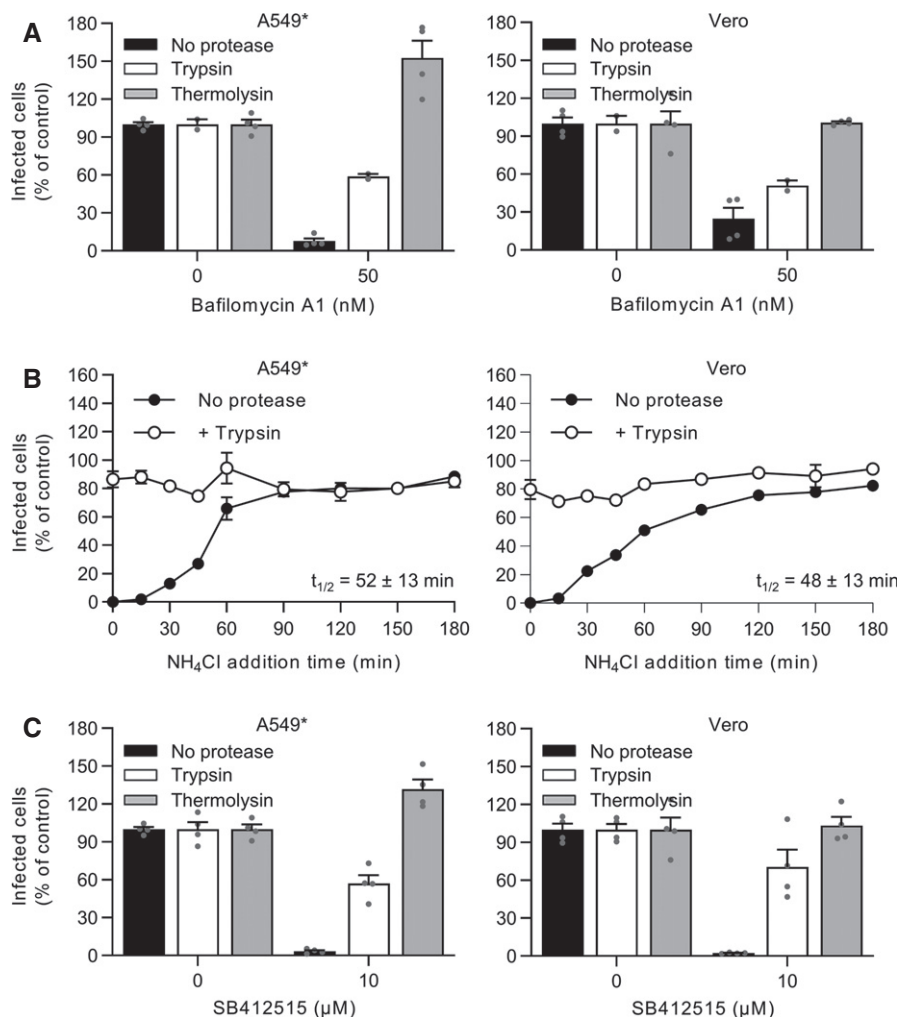 A
A549*
No protease
Trypsin
Thermolysin
180
150
120
90
60
30
0
Infected cells
(% of control)
0 50
Bafilomycin A1 (nM)
Vero
No protease
Trypsin
Thermolysin
180
150
120
90
60
30
0
0 50
Bafilomycin A1 (nM)
B
A549*
No protease
+ Trypsin
160
140
120
100
80
60
40
20
0
Infected cells
(% of control)
t1/2 = 52 ± 13 min
0 30 60 90 120 150 180
NH4Cl addition time (min)
Vero
No protease
+ Trypsin
160
140
120
100
80
60
40
20
0
t1/2 = 48 ± 13 min
0 30 60 90 120 150 180
NH4Cl addition time (min)
C
A549*
No protease
Trypsin
Thermolysin
180
150
120
90
60
30
0
Infected cells
(% of control)
0 10
SB412515 (µM)
Vero
No protease
Trypsin
Thermolysin
180
150
120
90
60
30
0
0 10
SB412515 (µM)